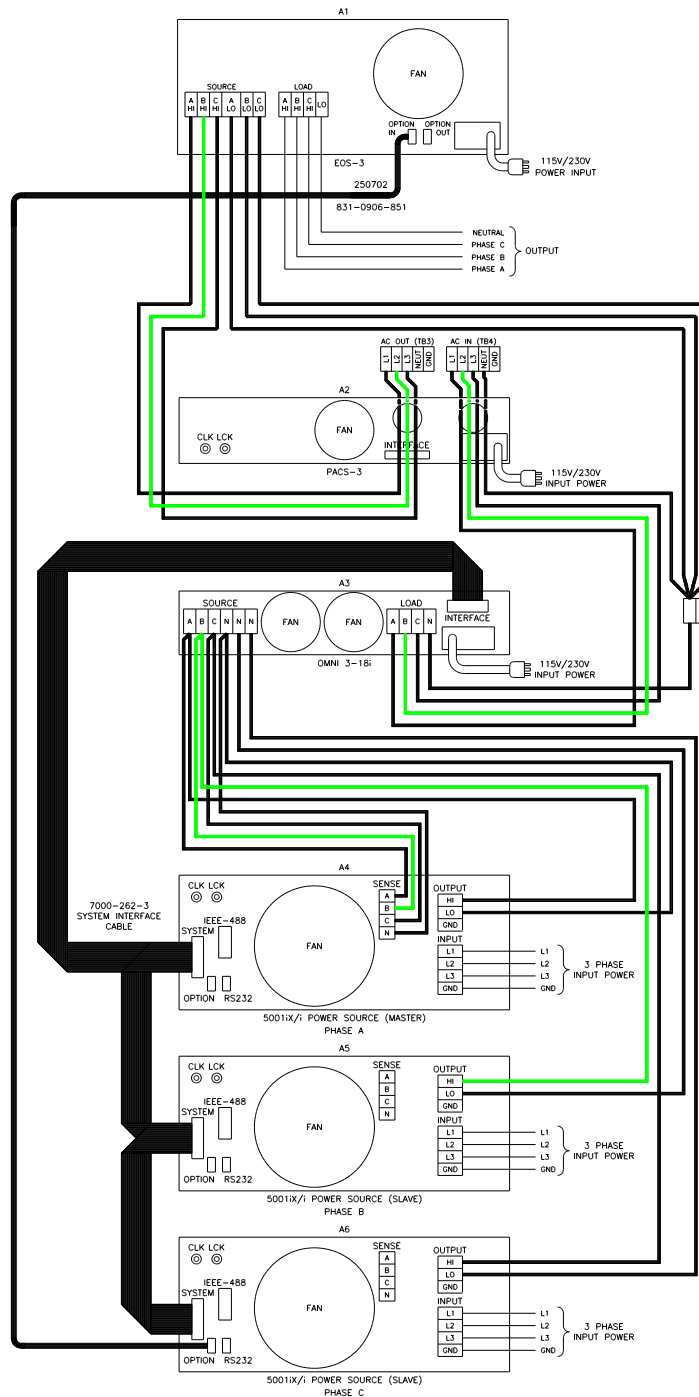 A1
FAN
SOURCE
LOAD
A HI
B HI
C HI
A LO
B LO
C LO
A HI
B HI
C HI
LO
OPTION IN
OPTION OUT
EOS-3
115V/230V
POWER INPUT
250702
831-0906-851
NEUTRAL
PHASE C
PHASE B
PHASE A
OUTPUT
AC OUT (TB3)
AC IN (TB4)
L1
L2
L3
NEUT
GND
L1
L2
L3
NEUT
GND
A2
FAN
CLK LCK
INTERFACE
PACS-3
115V/230V
INPUT POWER
A3
SOURCE
LOAD
A
B
C
N
N
N
FAN
FAN
A
B
C
N
INTERFACE
OMNI 3-18i
115V/230V
INPUT POWER
7000-262-3
SYSTEM INTERFACE
CABLE
A4
CLK LCK
IEEE-488
SYSTEM
OPTION RS232
FAN
SENSE
A
B
C
N
OUTPUT
HI
LO
GND
INPUT
L1
L2
L3
GND
L1
L2
L3
GND
3 PHASE
INPUT POWER
5001iX/i POWER SOURCE (MASTER)
PHASE A
A5
CLK LCK
IEEE-488
SYSTEM
OPTION RS232
FAN
SENSE
A
B
C
N
OUTPUT
HI
LO
GND
INPUT
L1
L2
L3
GND
L1
L2
L3
GND
3 PHASE
INPUT POWER
5001iX/i POWER SOURCE (SLAVE)
PHASE B
A6
CLK LCK
IEEE-488
SYSTEM
OPTION RS232
FAN
SENSE
A
B
C
N
OUTPUT
HI
LO
GND
INPUT
L1
L2
L3
GND
L1
L2
L3
GND
3 PHASE
INPUT POWER
5001iX/i POWER SOURCE (SLAVE)
PHASE C